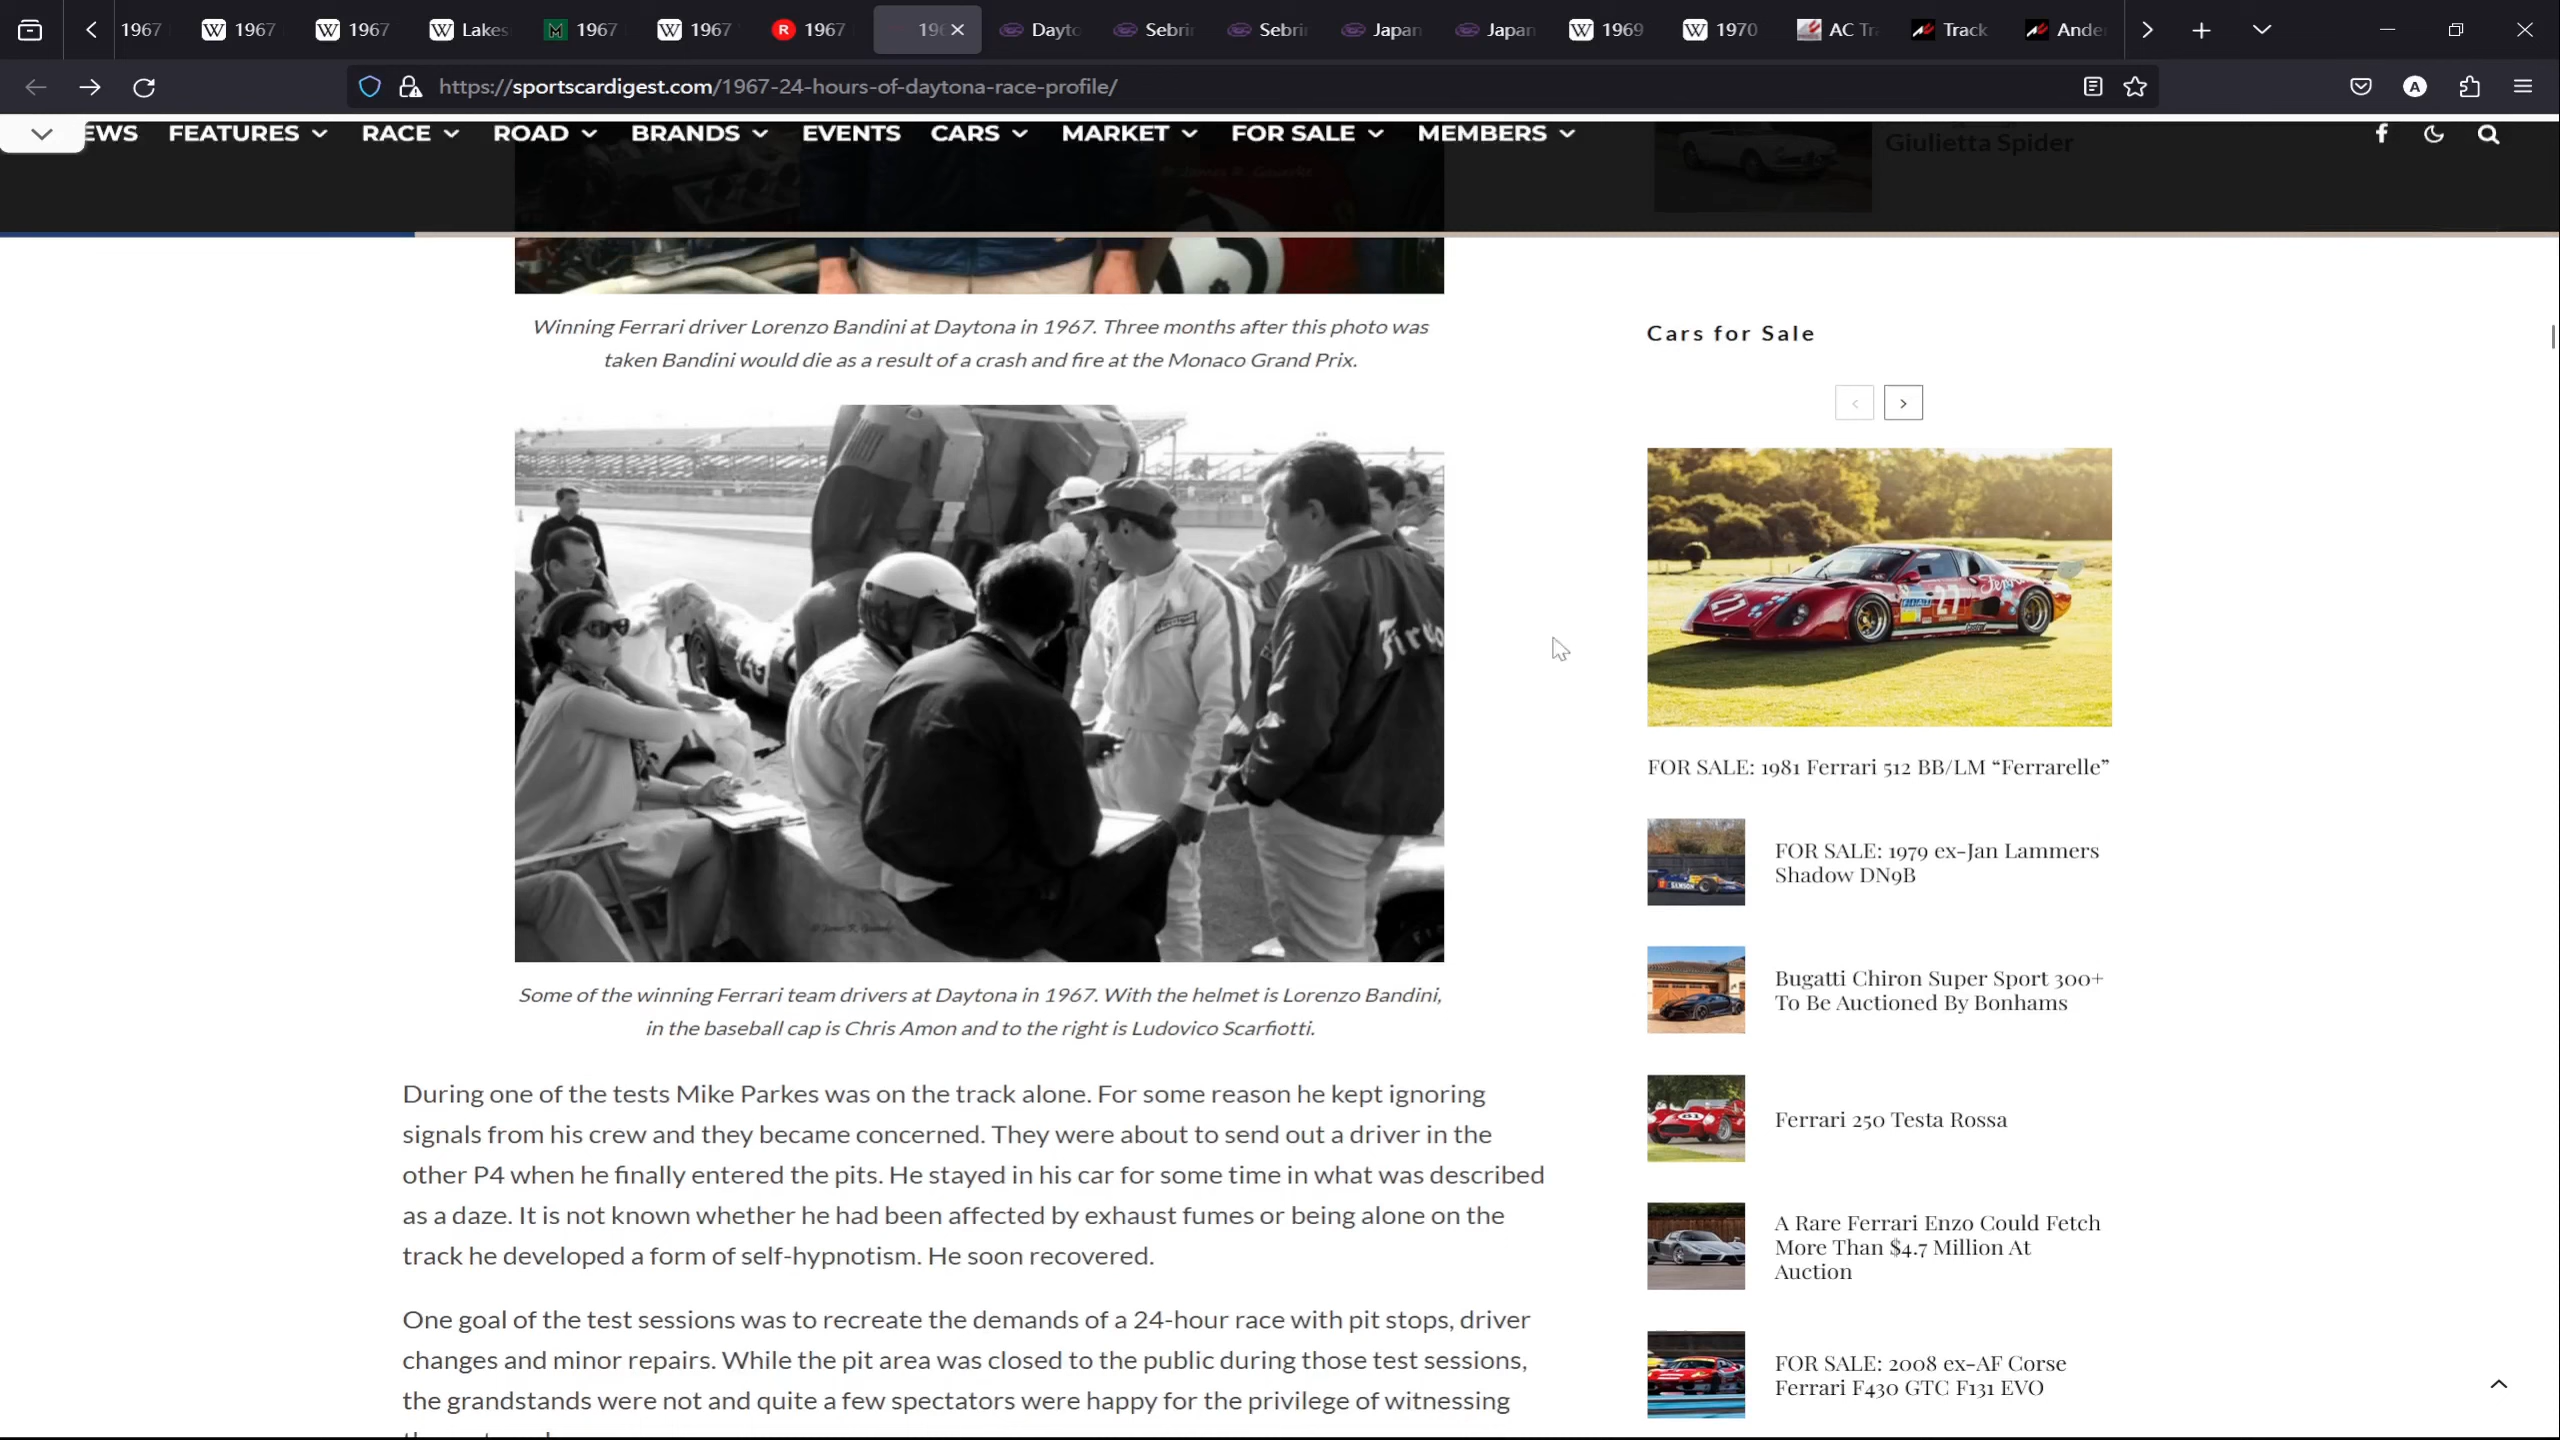 1967
1967
1967
Lakes
1967
1967
1967
Dayto
Sebrin
Sebrin
Japan
Japan
1969
1970
AC Tr
Track
Ande
https://sportscardigest.com/1967-24-hours-of-daytona-race-profile/
EWS FEATURES RACE ROAD BRANDS EVENTS CARS MARKET FOR SALE MEMBERS
Giulietta Spider
Winning Ferrari driver Lorenzo Bandini at Daytona in 1967. Three months after this photo was
taken Bandini would die as a result of a crash and fire at the Monaco Grand Prix.
Some of the winning Ferrari team drivers at Daytona in 1967. With the helmet is Lorenzo Bandini,
in the baseball cap is Chris Amon and to the right is Ludovico Scarfiotti.
During one of the tests Mike Parkes was on the track alone. For some reason he kept ignoring
signals from his crew and they became concerned. They were about to send out a driver in the
other P4 when he finally entered the pits. He stayed in his car for some time in what was described
as a daze. It is not known whether he had been affected by exhaust fumes or being alone on the
track he developed a form of self-hypnotism. He soon recovered.
One goal of the test sessions was to recreate the demands of a 24-hour race with pit stops, driver
changes and minor repairs. While the pit area was closed to the public during those test sessions,
the grandstands were not and quite a few spectators were happy for the privilege of witnessing
Cars for Sale
27
27
FOR SALE: 1981 Ferrari 512 BB/LM “Ferrarelle”
FOR SALE: 1979 ex-Jan Lammers
Shadow DN9B
Bugatti Chiron Super Sport 300+
To Be Auctioned By Bonhams
Ferrari 250 Testa Rossa
A Rare Ferrari Enzo Could Fetch
More Than $4.7 Million At
Auction
FOR SALE: 2008 ex-AF Corse
Ferrari F430 GTC F131 EVO